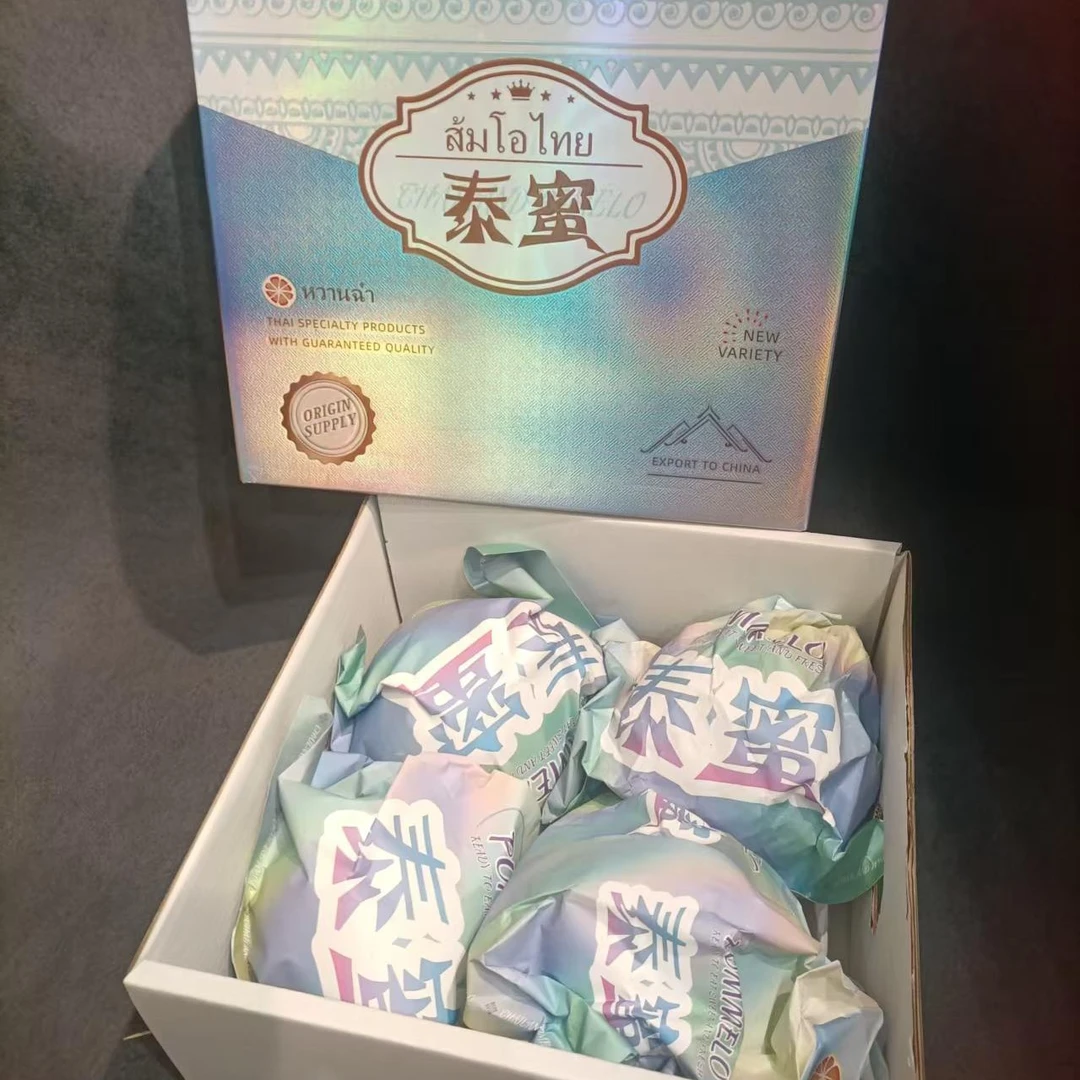 ส้มโอไทย
泰蜜
หวานฉ่ำ
THAI SPECIALTY PRODUCTS
WITH GUARANTEED QUALITY
NEW
VARIETY
ORIGIN
SUPPLY
EXPORT TO CHINA
泰蜜
泰蜜
泰蜜
泰蜜